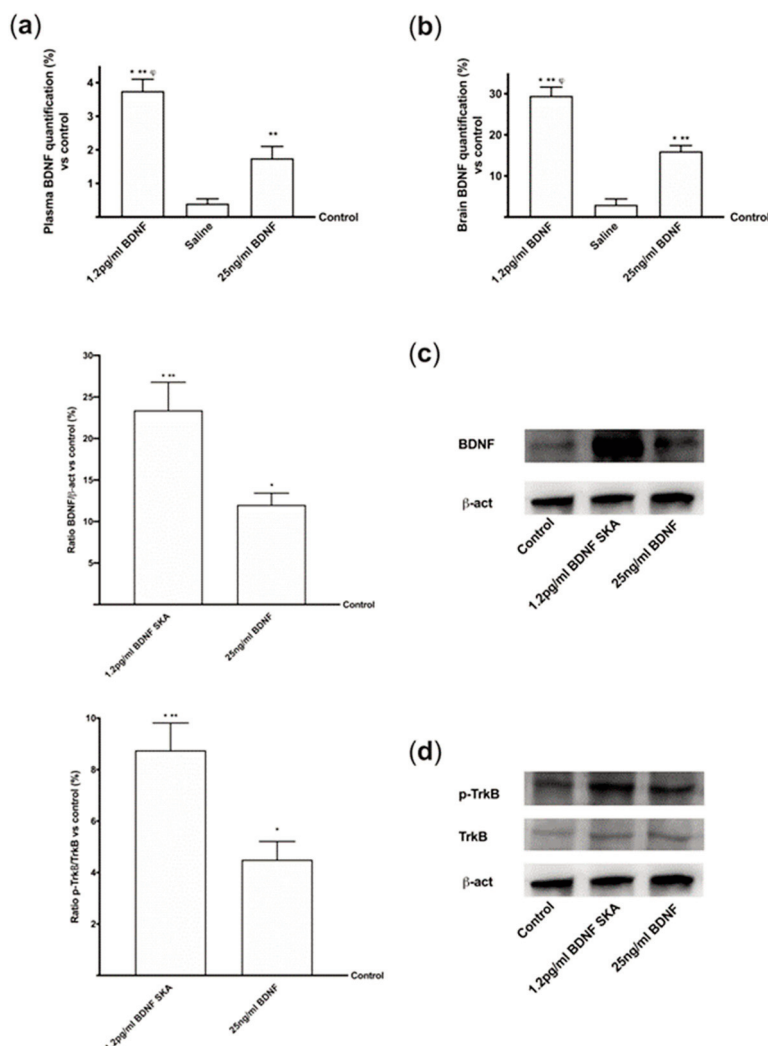 (a)
Plasma BDNF quantification (%)
vs control
4
3
2
1
* ** φ
**
Control
1.2pg/ml BDNF
Saline
25ng/ml BDNF
(b)
Brain BDNF quantification (%)
vs control
30
20
10
* ** φ
* **
Control
1.2pg/ml BDNF
Saline
25ng/ml BDNF
Ratio BDNF/β-act vs control (%)
30
25
20
15
10
5
* **
*
Control
1.2pg/ml BDNF SKA
25ng/ml BDNF
(c)
BDNF
β-act
Control
1.2pg/ml BDNF SKA
25ng/ml BDNF
Ratio p-Trkß/TrkB vs control (%)
10
8
6
4
2
* **
*
Control
1.2pg/ml BDNF SKA
25ng/ml BDNF
(d)
p-TrkB
TrkB
β-act
Control
1.2pg/ml BDNF SKA
25ng/ml BDNF